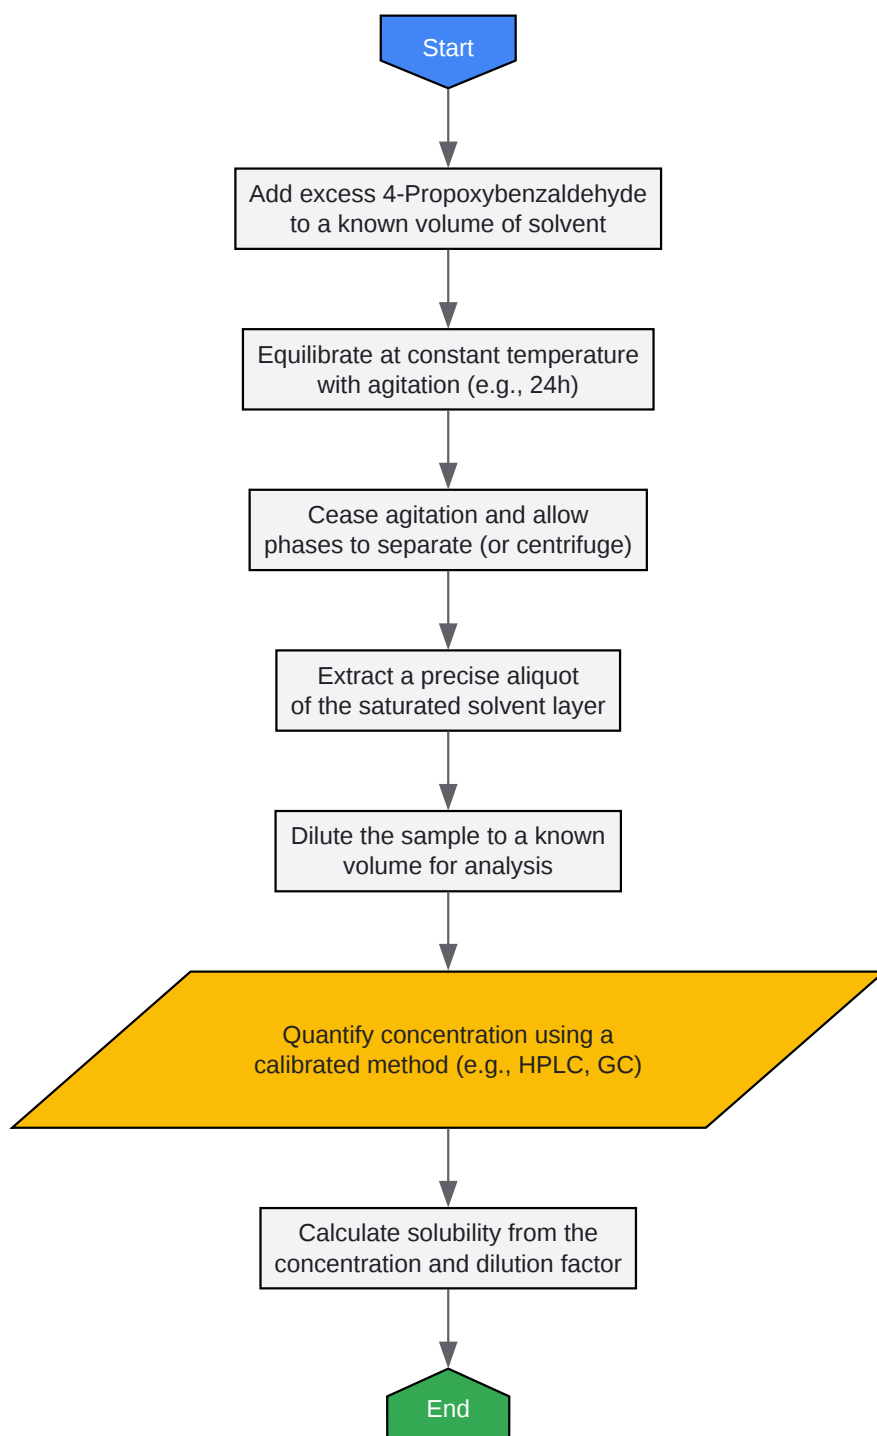 Start
Add excess 4-Propoxybenzaldehyde
to a known volume of solvent
Equilibrate at constant temperature
with agitation (e.g., 24h)
Cease agitation and allow
phases to separate (or centrifuge)
Extract a precise aliquot
of the saturated solvent layer
Dilute the sample to a known
volume for analysis
Quantify concentration using a
calibrated method (e.g., HPLC, GC)
Calculate solubility from the
concentration and dilution factor
End